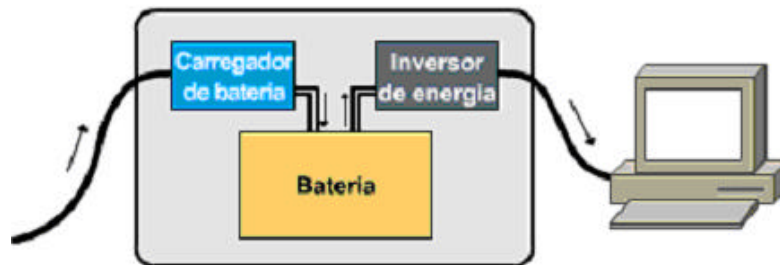 Carregador
de bateria
Inversor
de energia
Bateria